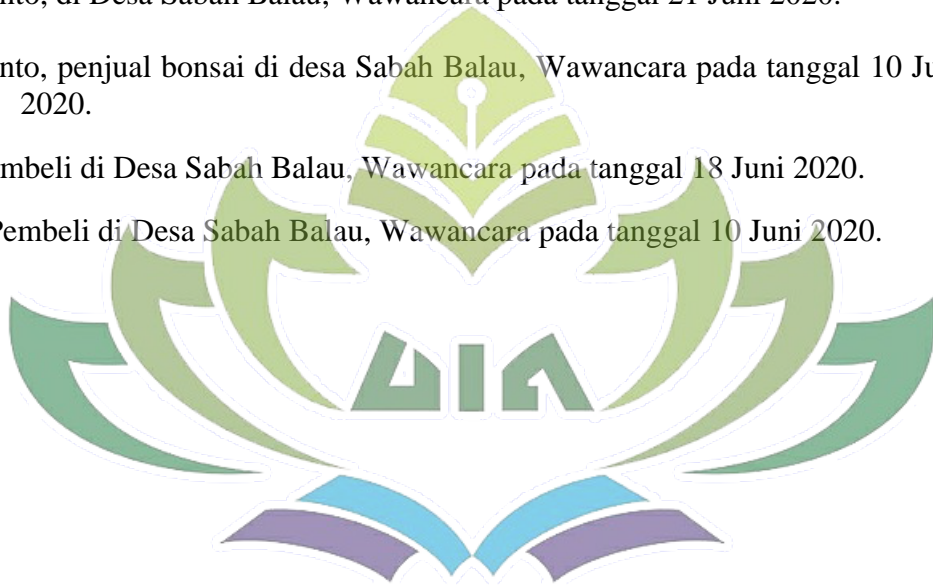 nto, di Desa Sabah Balau, Wawancara pada tanggal 21 Juni 2020.
nto, penjual bonsai di desa Sabah Balau, Wawancara pada tanggal 10 Ju
2020.
mbeli di Desa Sabah Balau, Wawancara pada tanggal 18 Juni 2020.
Pembeli di Desa Sabah Balau, Wawancara pada tanggal 10 Juni 2020.
UIN